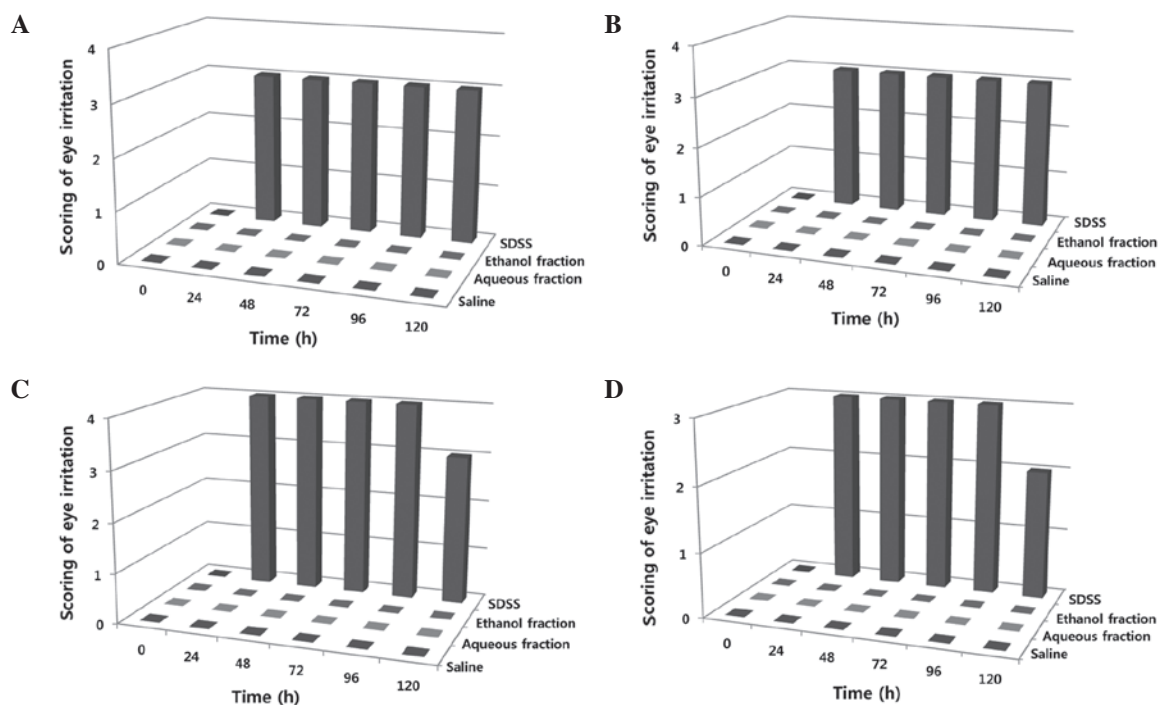 A
Scoring of eye irritation
4
3
2
1
0
0
24
48
72
96
120
Time (h)
SDSS
Ethanol fraction
Aqueous fraction
Saline
B
Scoring of eye irritation
4
3
2
1
0
0
24
48
72
96
120
Time (h)
SDSS
Ethanol fraction
Aqueous fraction
Saline
C
Scoring of eye irritation
4
3
2
1
0
0
24
48
72
96
120
Time (h)
SDSS
Ethanol fraction
Aqueous fraction
Saline
D
Scoring of eye irritation
3
2
1
0
0
24
48
72
96
120
Time (h)
SDSS
Ethanol fraction
Aqueous fraction
Saline